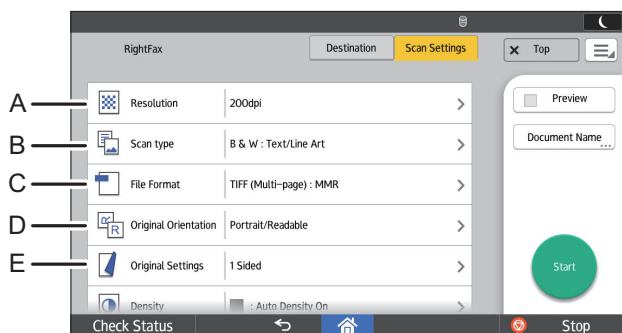 RightFax
Destination
Scan Settings
Top
A
Resolution
200dpi
Preview
B
Scan type
B & W : Text/Line Art
Document Name
...
C
File Format
TIFF (Multi-page) : MMR
D
Original Orientation
Portrait/Readable
E
Original Settings
1 Sided
Start
Density
: Auto Density On
Check Status
Stop